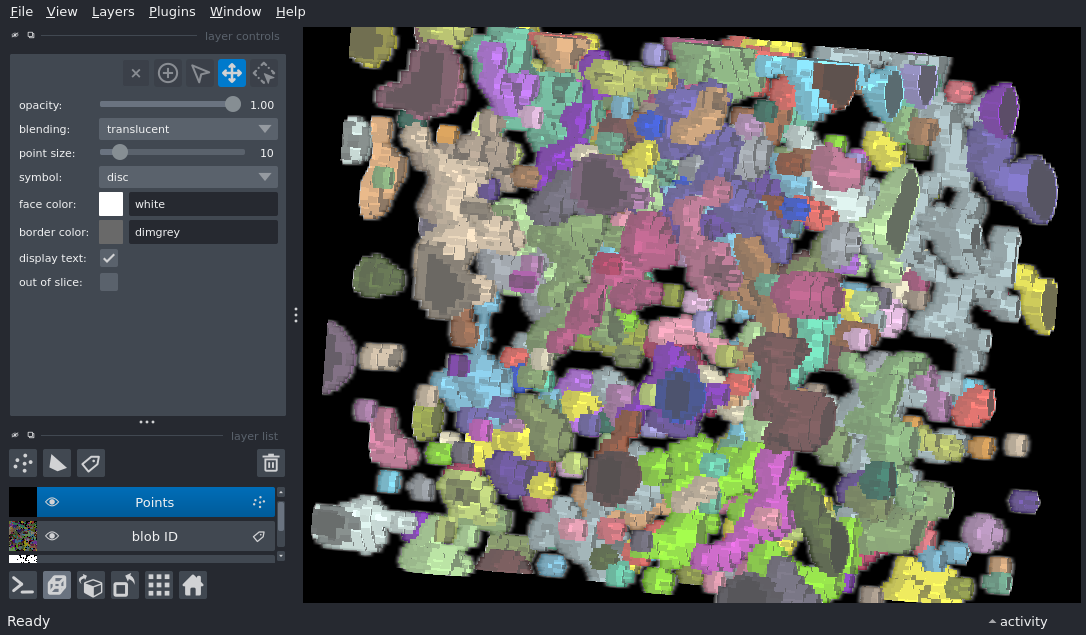 File View Layers Plugins Window Help
layer controls
opacity: 1.00
blending: translucent
point size: 10
symbol: disc
face color: white
border color: dimgrey
display text:
out of slice:
layer list
Points
blob ID
Ready
activity